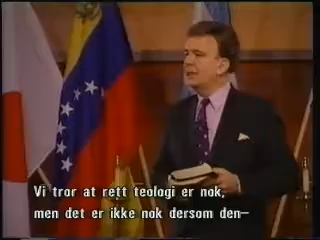 Vi tror at rett teologi er nok,
men det er ikke nok dersom den–